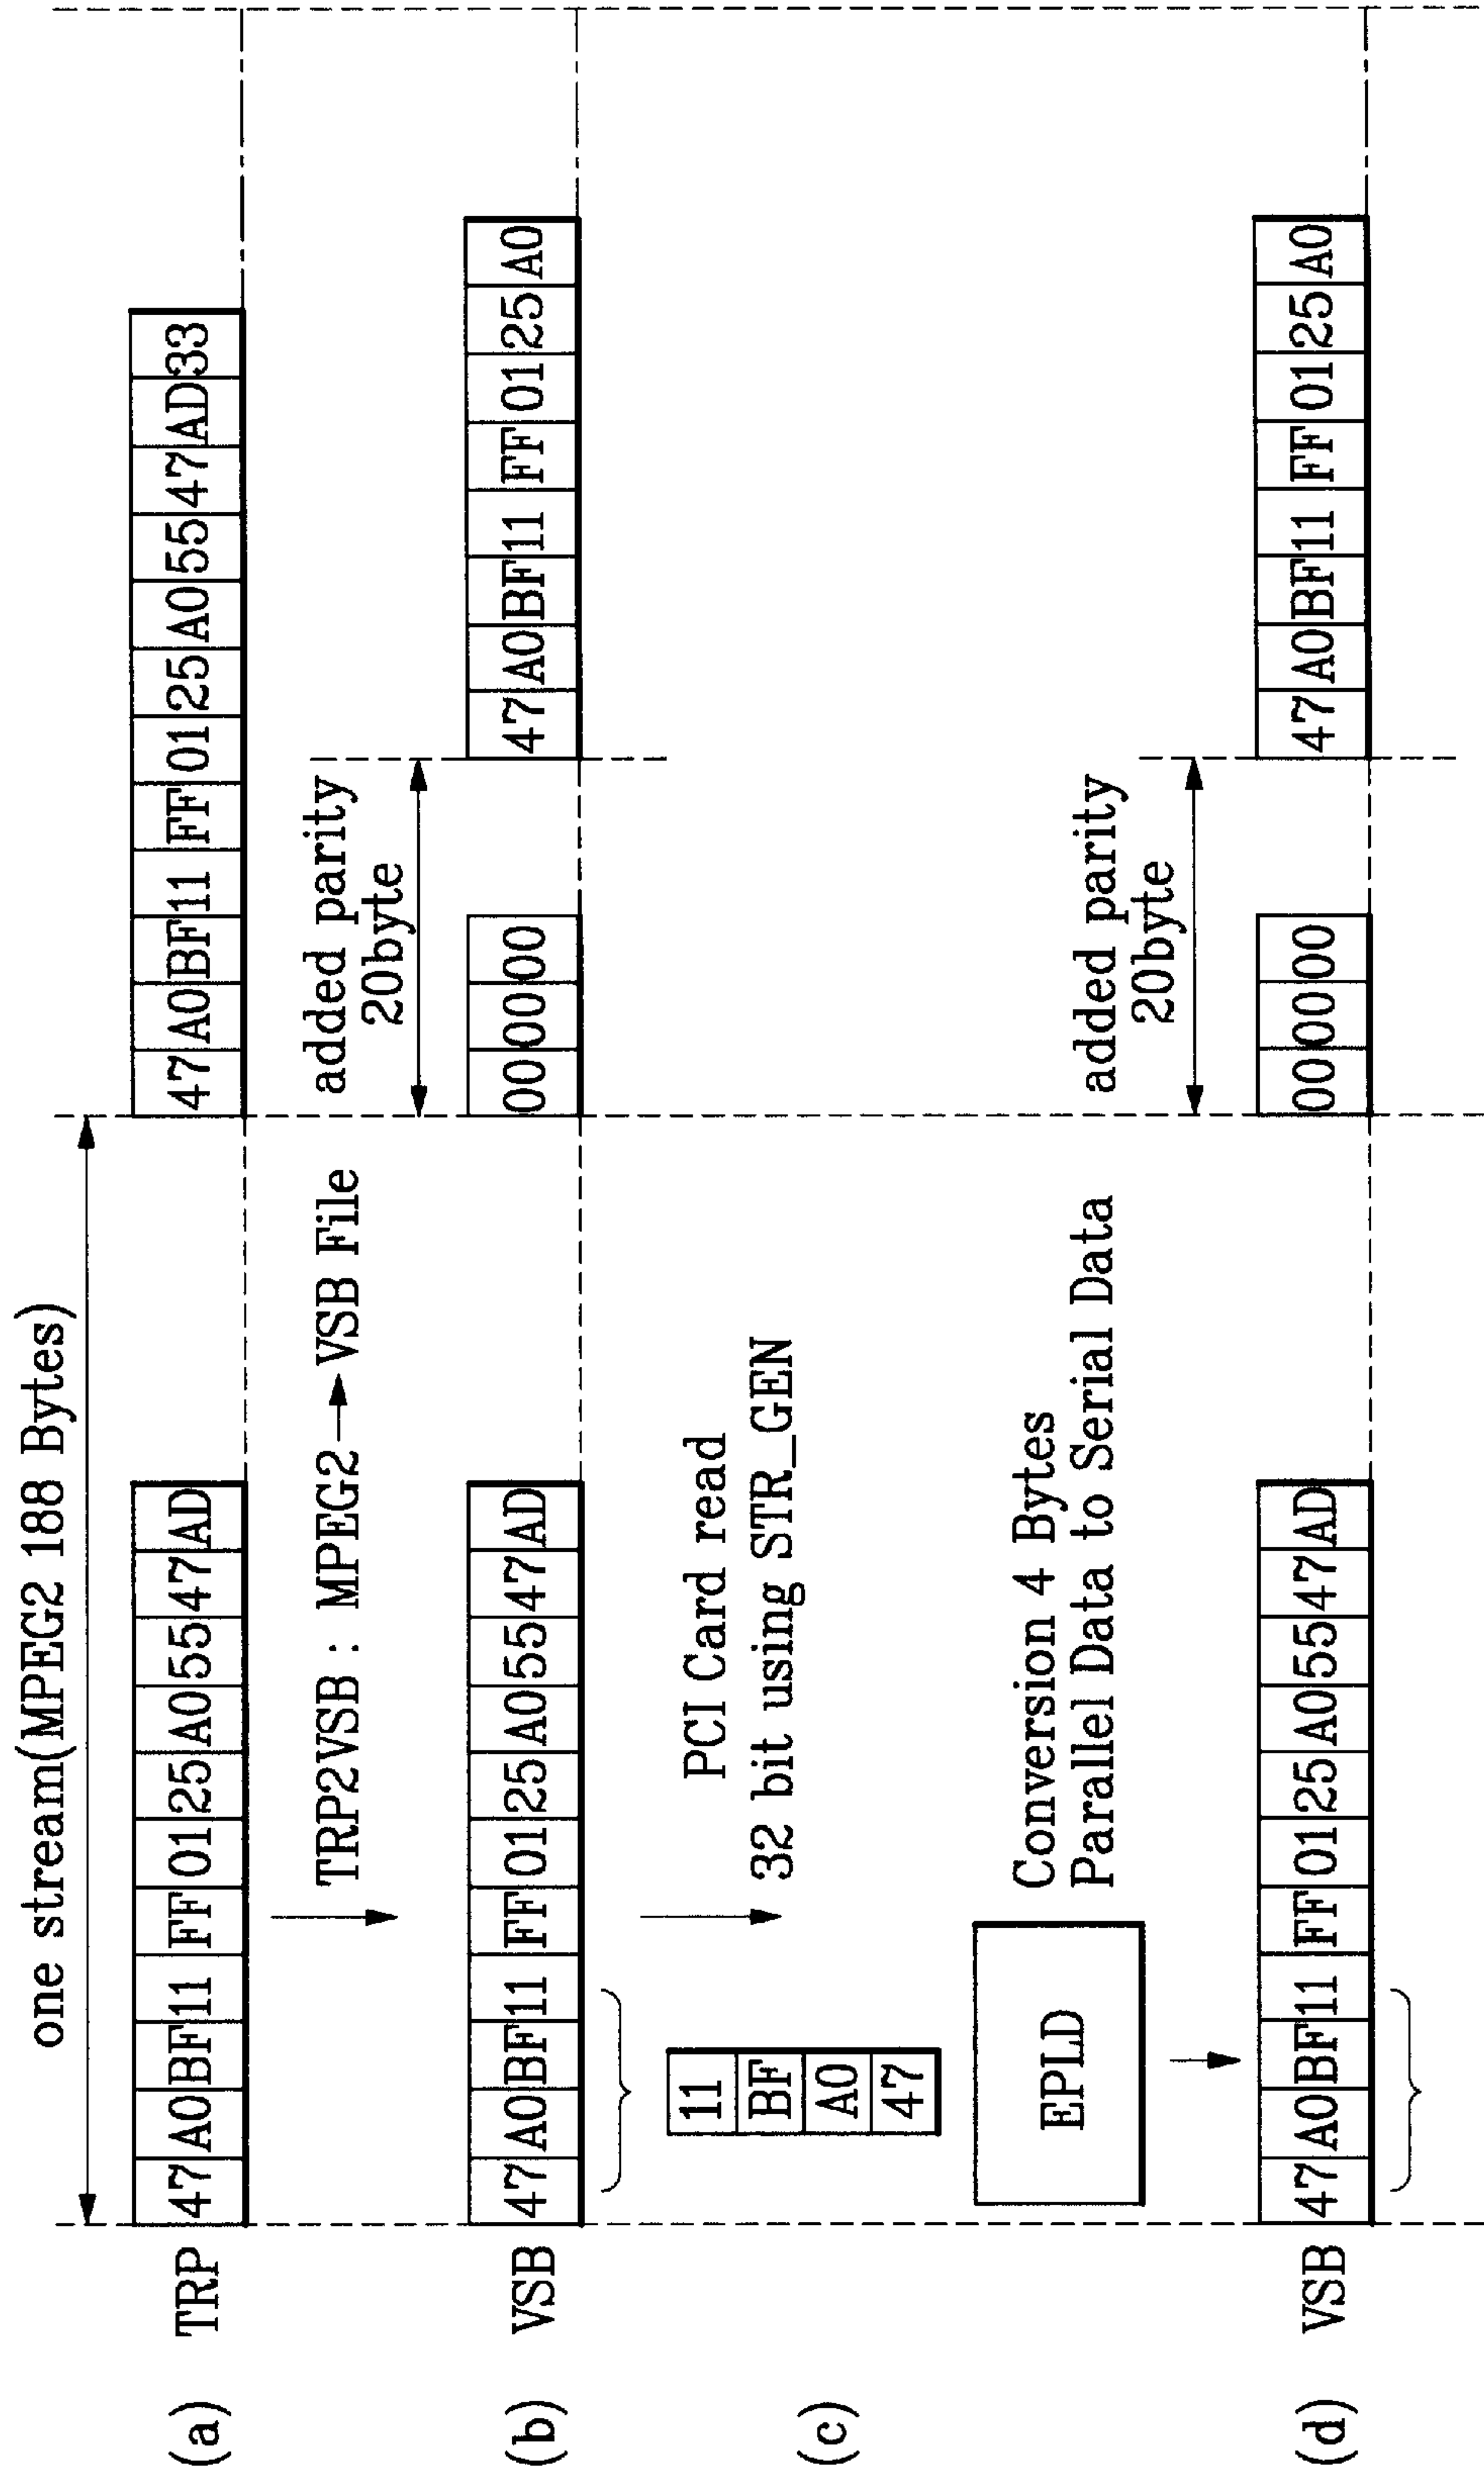 one stream(MPEG2 188 Bytes)
(a) TRP 47 A0 BF 11 FF 01 25 A0 55 47 AD 47 A0 BF 11 FF 01 25 A0 55 47 AD 33
TRP2VSB : MPEG2 → VSB File
added parity
20byte
(b) VSB 47 A0 BF 11 FF 01 25 A0 55 47 AD 00 00 00 47 A0 BF 11 FF 01 25 A0
(c)
11
BF
A0
47
PCI Card read
32 bit using STR_GEN
EPLD
Conversion 4 Bytes
Parallel Data to Serial Data
added parity
20byte
(d) VSB 47 A0 BF 11 FF 01 25 A0 55 47 AD 00 00 00 47 A0 BF 11 FF 01 25 A0